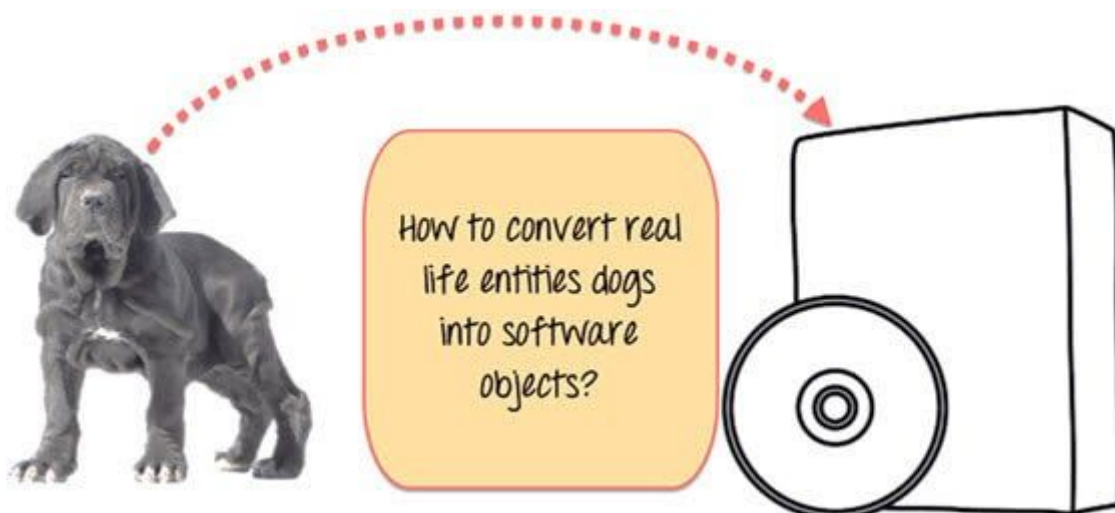 How to convert real
life entities dogs
into software
objects?